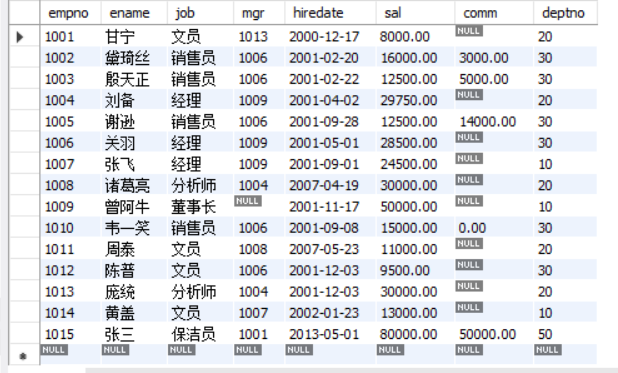 empno ename job mgr hiredate sal comm deptno
1001 甘宁 文员 1013 2000-12-17 8000.00 NULL 20
1002 黛琦丝 销售员 1006 2001-02-20 16000.00 3000.00 30
1003 殷天正 销售员 1006 2001-02-22 12500.00 5000.00 30
1004 刘备 经理 1009 2001-04-02 29750.00 NULL 20
1005 谢逊 销售员 1006 2001-09-28 12500.00 14000.00 30
1006 关羽 经理 1009 2001-05-01 28500.00 NULL 30
1007 张飞 经理 1009 2001-09-01 24500.00 NULL 10
1008 诸葛亮 分析师 1004 2007-04-19 30000.00 NULL 20
1009 曾阿牛 董事长 NULL 2001-11-17 50000.00 NULL 10
1010 韦一笑 销售员 1006 2001-09-08 15000.00 0.00 30
1011 周泰 文员 1008 2007-05-23 11000.00 NULL 20
1012 陈普 文员 1006 2001-12-03 9500.00 NULL 30
1013 庞统 分析师 1004 2001-12-03 30000.00 NULL 20
1014 黄盖 文员 1007 2002-01-23 13000.00 NULL 10
1015 张三 保洁员 1001 2013-05-01 80000.00 50000.00 50
NULL NULL NULL NULL NULL NULL NULL NULL